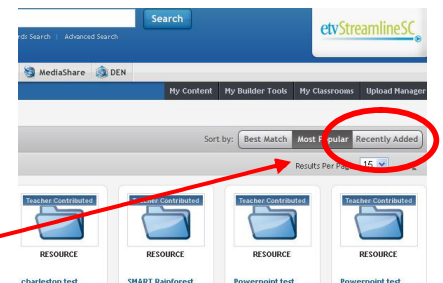 Search
etvStreamlineSC
rds Search | Advanced Search
MediaShare DEN
My Content My Builder Tools My Classrooms Upload Manager
Sort by: Best Match Most Popular Recently Added
Results Per Page 15
Teacher Contributed Teacher Contributed Teacher Contributed Teacher Contributed
RESOURCE RESOURCE RESOURCE RESOURCE
charleston test SMART Rainforest Powerpoint test Powerpoint test